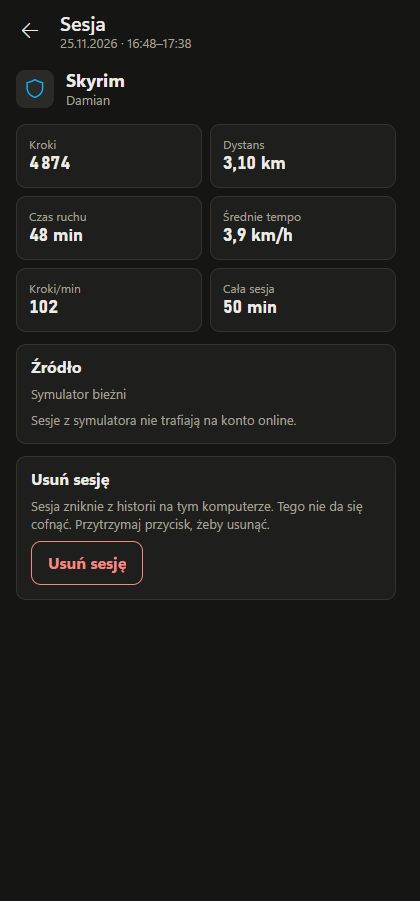 Sesja
25.11.2026 · 16:48–17:38
Skyrim
Damian
Kroki
4 874
Dystans
3,10 km
Czas ruchu
48 min
Średnie tempo
3,9 km/h
Kroki/min
102
Cała sesja
50 min
Źródło
Symulator bieżni
Sesje z symulatora nie trafiają na konto online.
Usuń sesję
Sesja zniknie z historii na tym komputerze. Tego nie da się
cofnąć. Przytrzymaj przycisk, żeby usunąć.
Usuń sesję